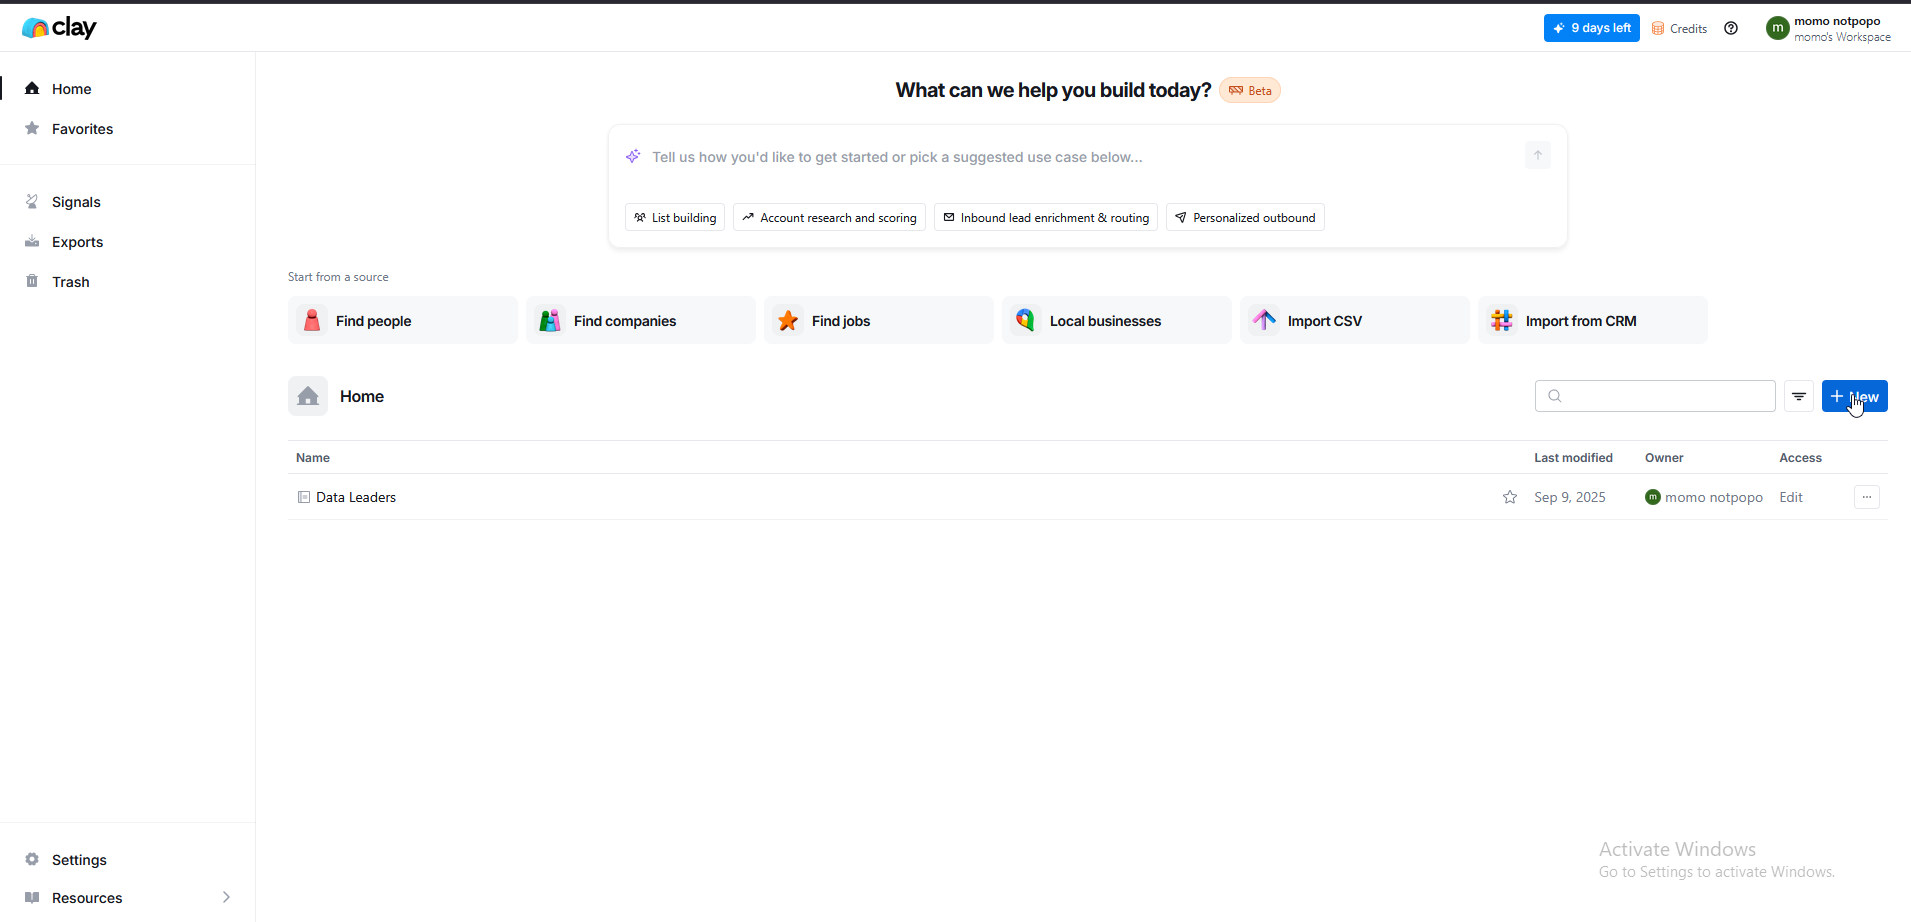 clay
9 days left
Credits
m
momo notpopo
momo's Workspace
Home
Favorites
Signals
Exports
Trash
Settings
Resources
What can we help you build today?
Beta
Tell us how you'd like to get started or pick a suggested use case below...
List building
Account research and scoring
Inbound lead enrichment & routing
Personalized outbound
Start from a source
Find people
Find companies
Find jobs
Local businesses
Import CSV
Import from CRM
Home
+ New
Name
Last modified
Owner
Access
Data Leaders
Sep 9, 2025
m
momo notpopo
Edit
Activate Windows
Go to Settings to activate Windows.